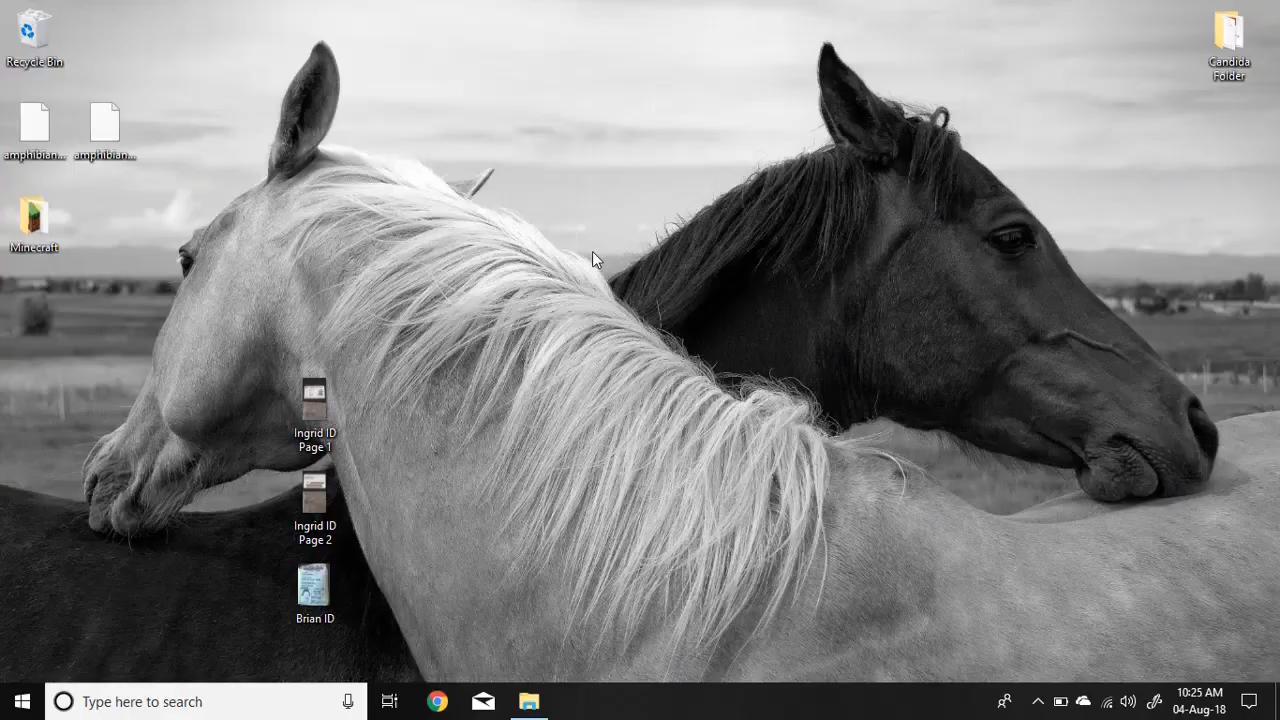 Recycle Bin
Candida
Folder
amphibian...
amphibian...
Minecraft
Ingrid ID
Page 1
Ingrid ID
Page 2
Brian ID
Type here to search
10:25 AM
04-Aug-18